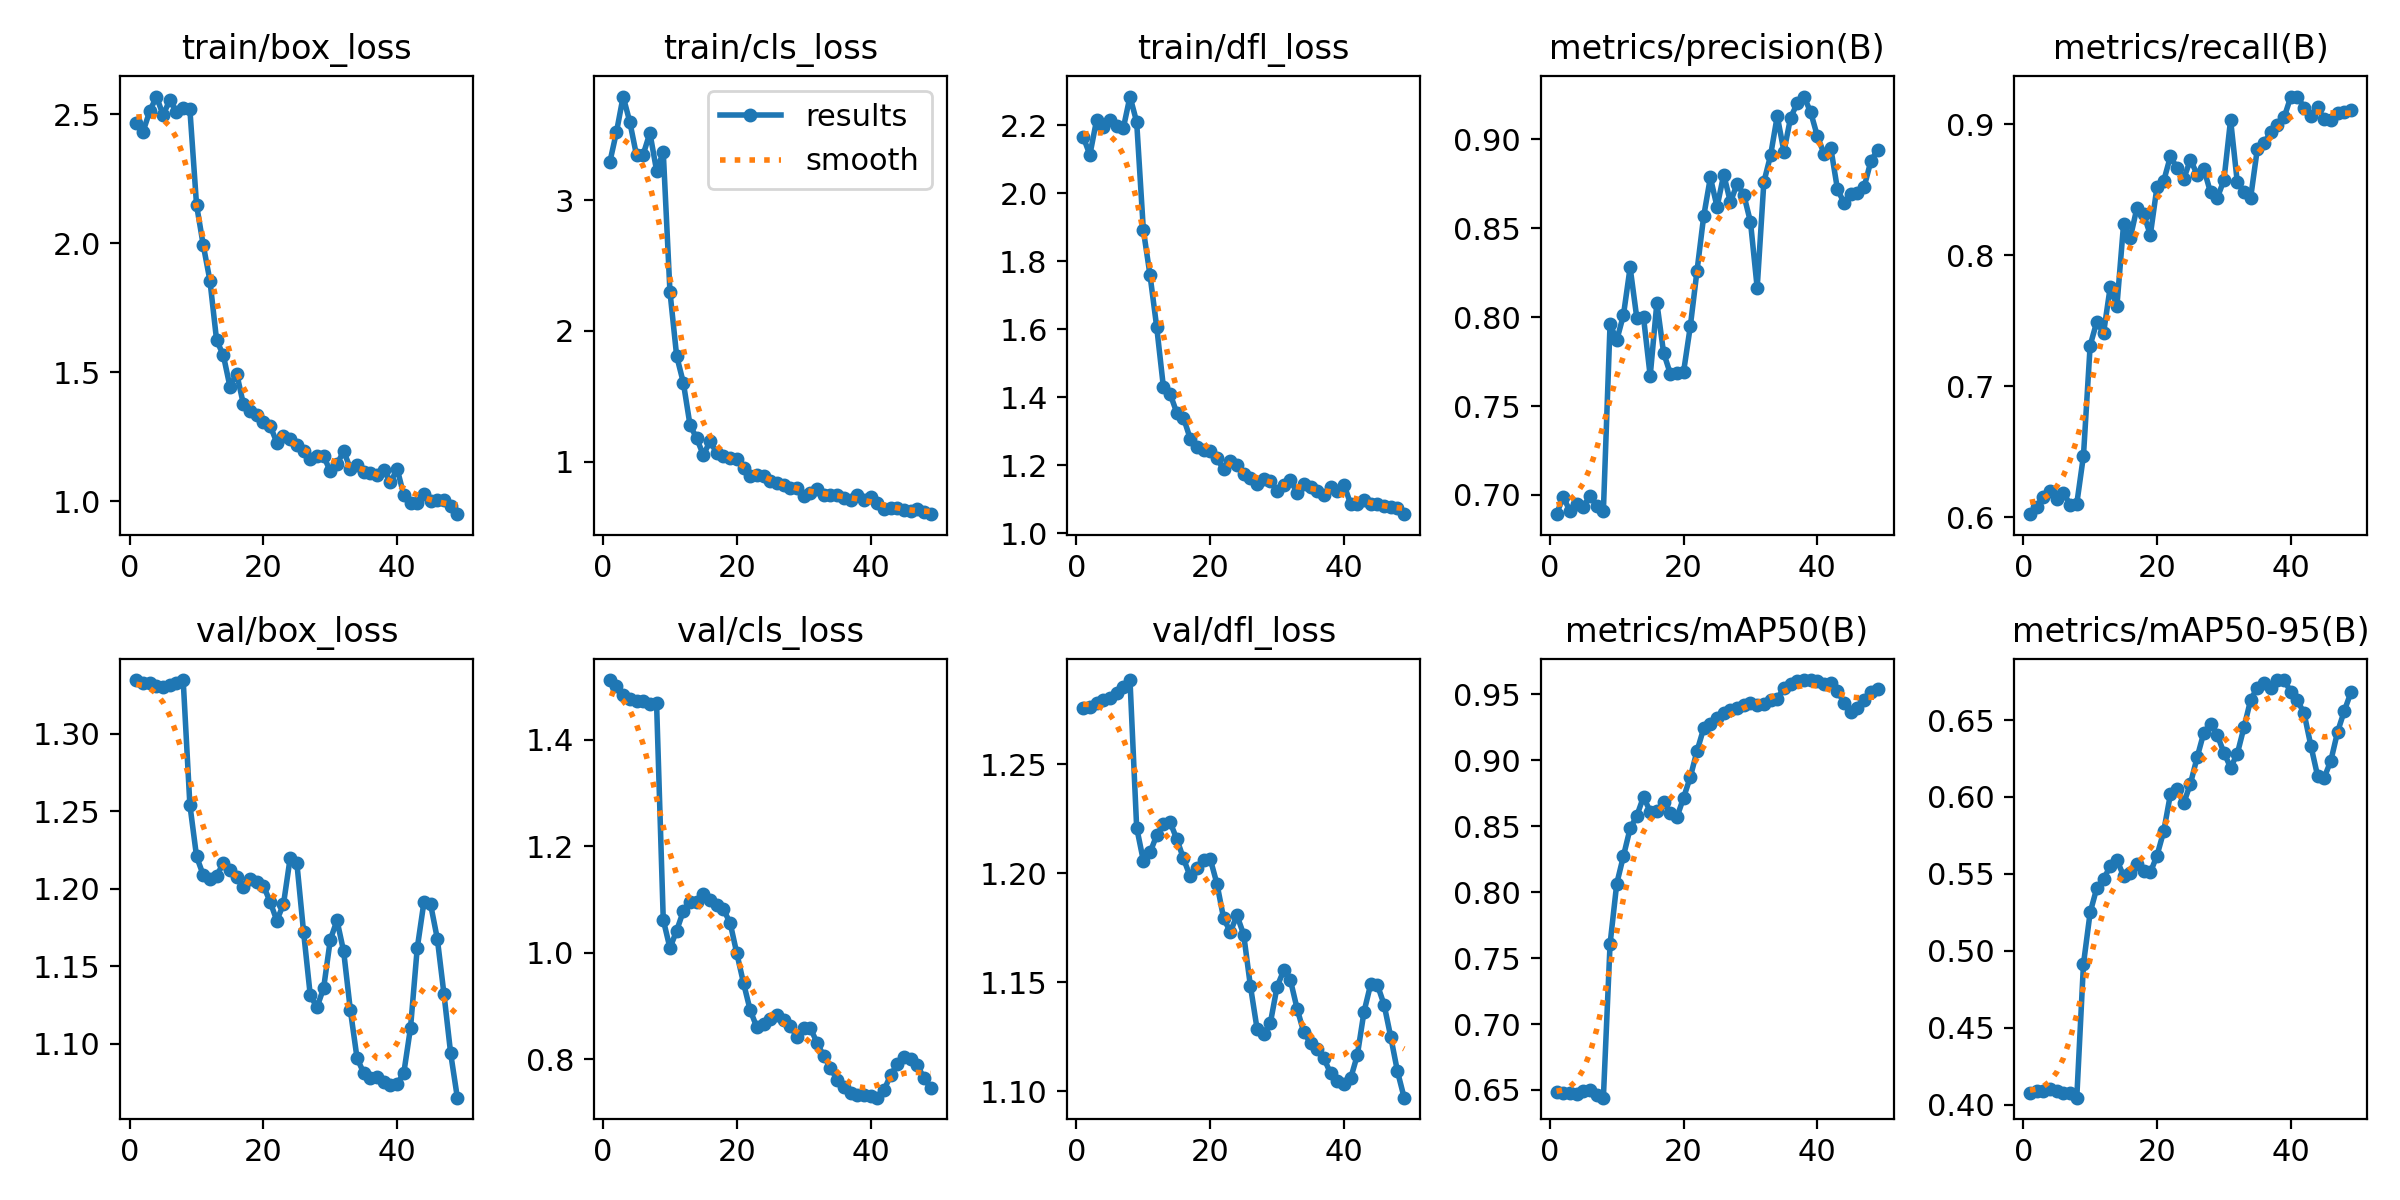 train/box_loss
2.5
2.0
1.5
1.0
0 20 40
train/cls_loss
results
smooth
3
2
1
0 20 40
train/dfl_loss
2.2
2.0
1.8
1.6
1.4
1.2
1.0
0 20 40
metrics/precision(B)
0.90
0.85
0.80
0.75
0.70
0 20 40
metrics/recall(B)
0.9
0.8
0.7
0.6
0 20 40
val/box_loss
1.30
1.25
1.20
1.15
1.10
0 20 40
val/cls_loss
1.4
1.2
1.0
0.8
0 20 40
val/dfl_loss
1.25
1.20
1.15
1.10
0 20 40
metrics/mAP50(B)
0.95
0.90
0.85
0.80
0.75
0.70
0.65
0 20 40
metrics/mAP50-95(B)
0.65
0.60
0.55
0.50
0.45
0.40
0 20 40